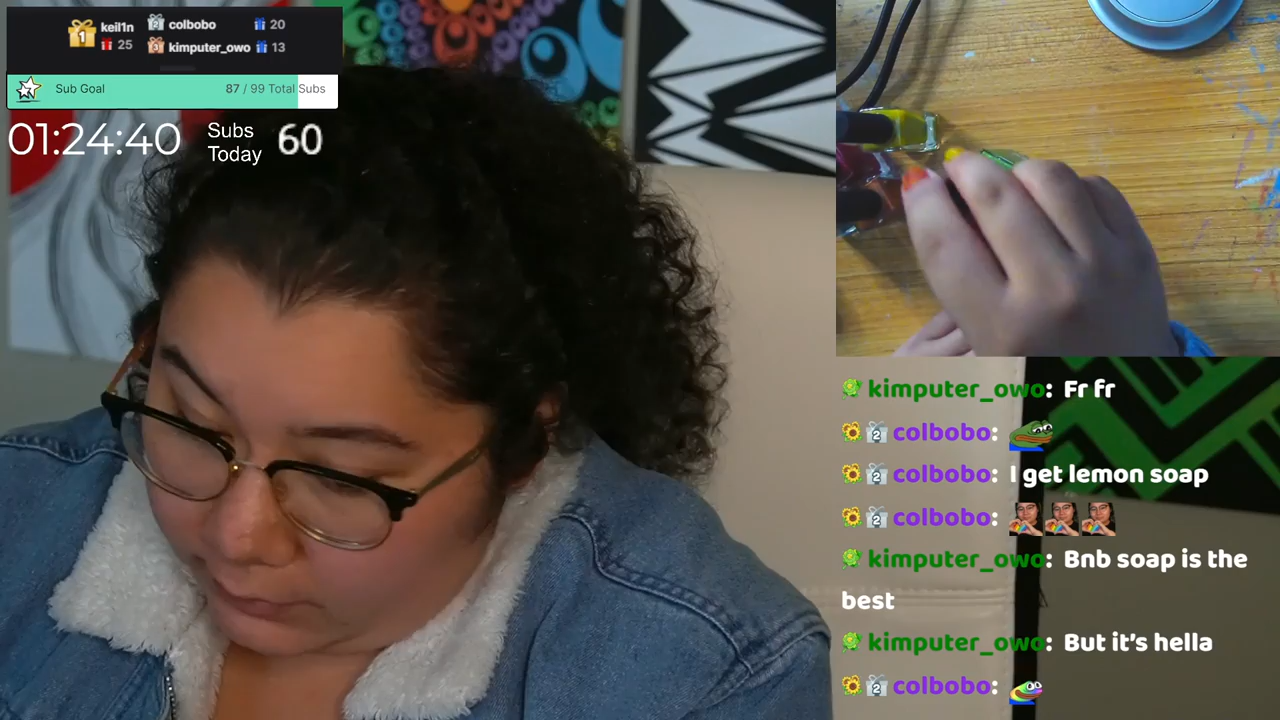 keil1n
25
colbobo
20
kimputer_owo
13
Sub Goal
87 / 99 Total Subs
01:24:40
Subs
Today
60
kimputer_owo: Fr fr
colbobo:
colbobo: I get lemon soap
colbobo:
kimputer_owo: Bnb soap is the
best
kimputer_owo: But it's hella
colbobo: